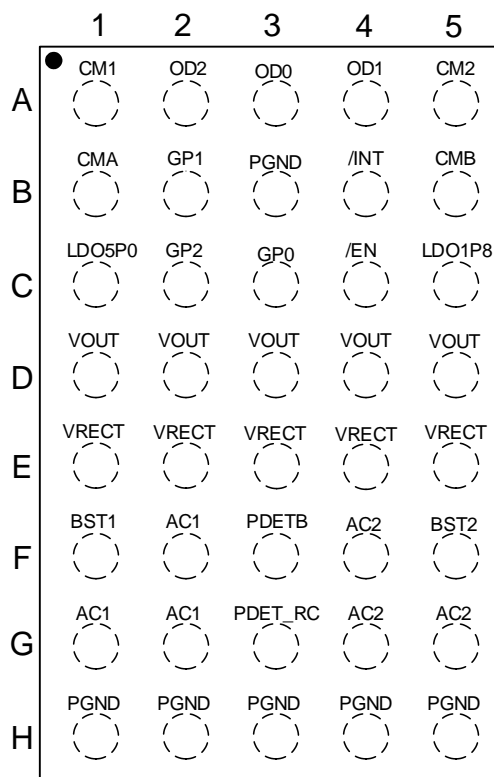 1 2 3 4 5
A CM1 OD2 OD0 OD1 CM2
B CMA GP1 PGND /INT CMB
C LDO5P0 GP2 GP0 /EN LDO1P8
D VOUT VOUT VOUT VOUT VOUT
E VRECT VRECT VRECT VRECT VRECT
F BST1 AC1 PDETB AC2 BST2
G AC1 AC1 PDET_RC AC2 AC2
H PGND PGND PGND PGND PGND